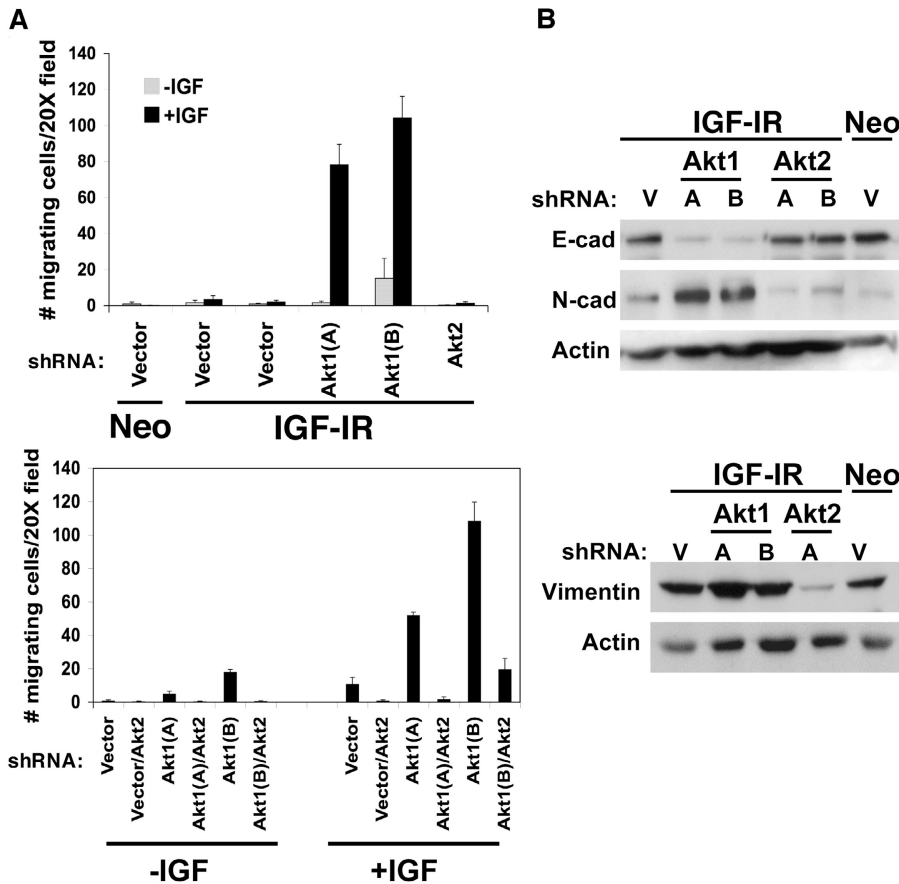 A
# migrating cells/20X field
140
120
100
80
60
40
20
0
-IGF
+IGF
shRNA:
Vector
Vector
Vector
Akt1(A)
Akt1(B)
Akt2
Neo
IGF-IR
# migrating cells/20X field
140
120
100
80
60
40
20
0
shRNA:
Vector
Vector/Akt2
Akt1(A)
Akt1(A)/Akt2
Akt1(B)
Akt1(B)/Akt2
Vector
Vector/Akt2
Akt1(A)
Akt1(A)/Akt2
Akt1(B)
Akt1(B)/Akt2
-IGF
+IGF
B
IGF-IR Neo
Akt1 Akt2
shRNA: V A B A B V
E-cad
N-cad
Actin
IGF-IR Neo
Akt1 Akt2
shRNA: V A B A V
Vimentin
Actin